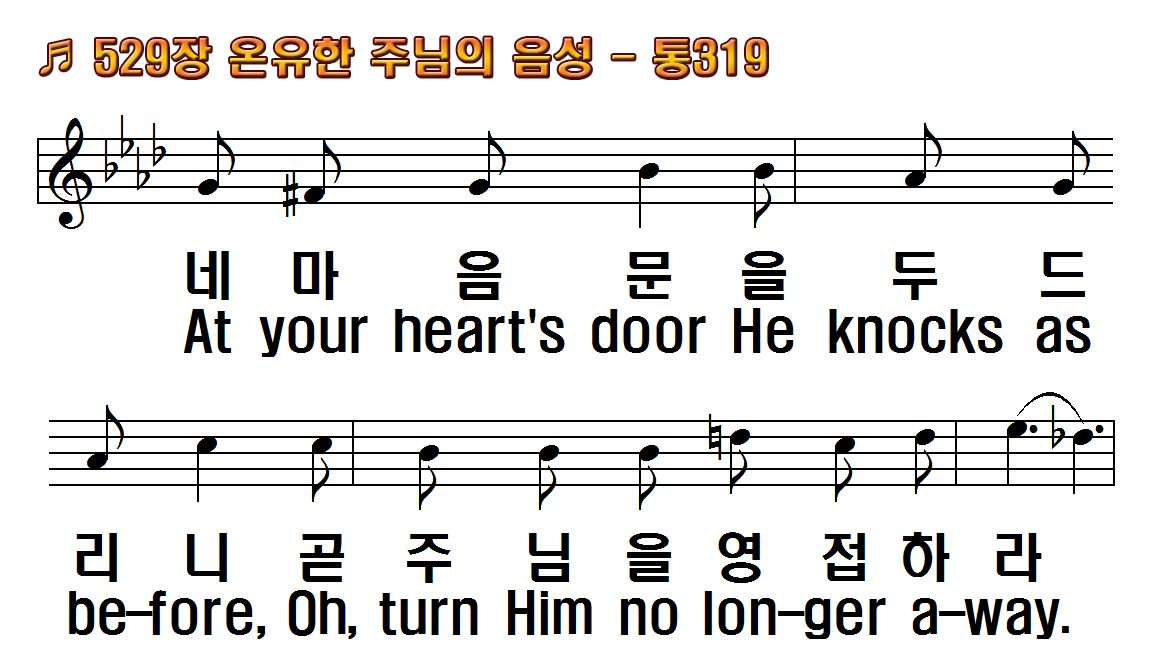 ♬ 529장 온유한 주님의 음성 - 통319
네 마 음 문 을 두 드
At your heart's door He knocks as
리 니 곧 주 님 을 영 접 하 라
be-fore, Oh, turn Him no lon-ger a-way.